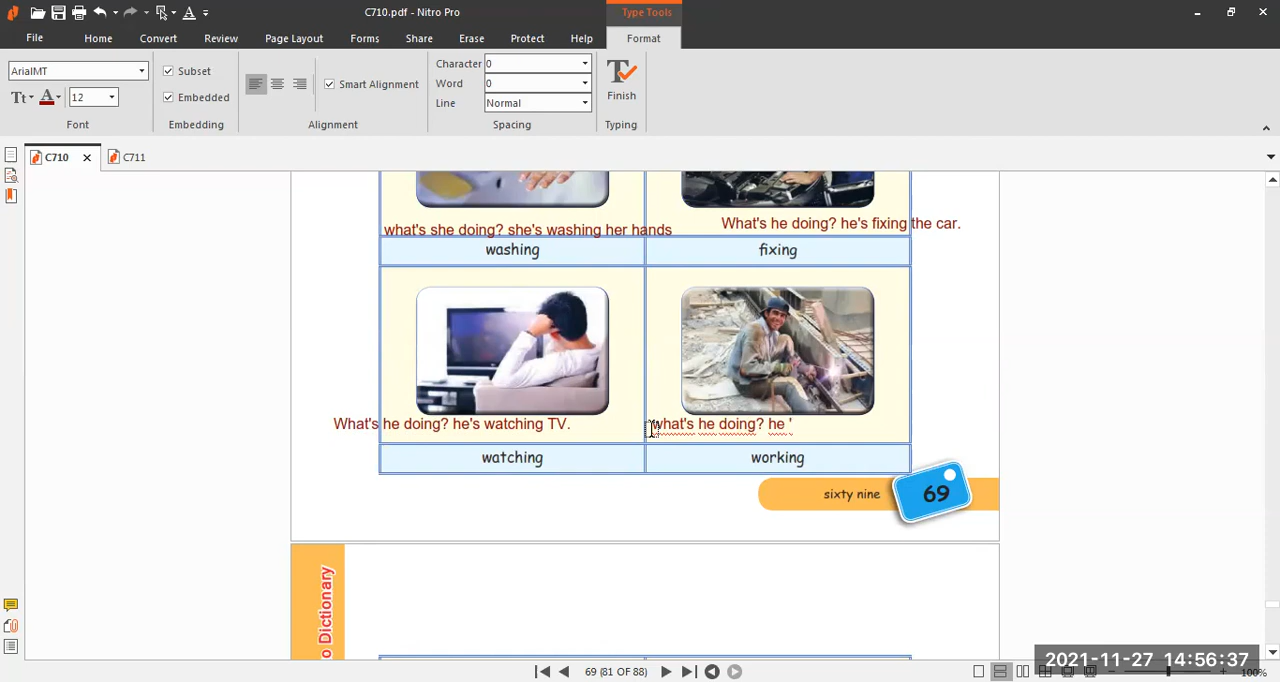 C710.pdf - Nitro Pro
Type Tools
File Home Convert Review Page Layout Forms Share Erase Protect Help Format
ArialMT
Subset
Smart Alignment
Character 0
Word 0
Line Normal
Finish
Tt A 12
Embedded
Font Embedding Alignment Spacing Typing
C710 C711
what's she doing? she's washing her hands
What's he doing? he's fixing the car.
washing fixing
What's he doing? he's watching TV.
what's he doing? he '
watching working
sixty nine 69
o Dictionary
69 (81 OF 88)
2021-11-27 14:56:37
100%